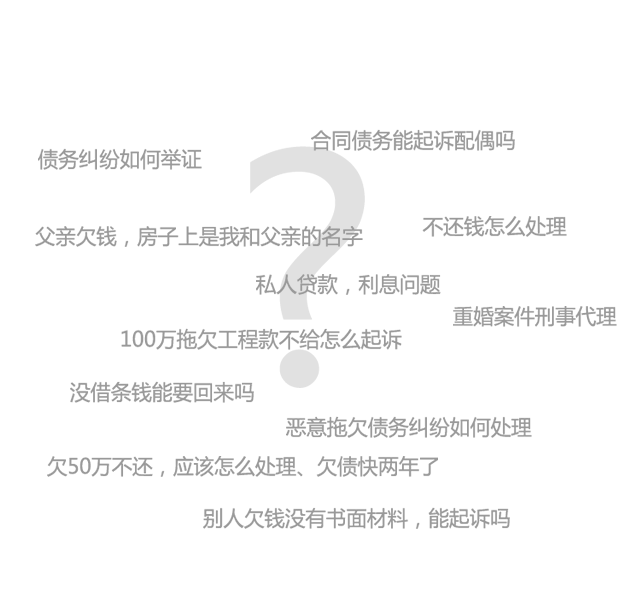 合同债务能起诉配偶吗
债务纠纷如何举证
不还钱怎么处理
父亲欠钱，房子上是我和父亲的名字
私人贷款，利息问题
重婚案件刑事代理
100万拖欠工程款不给怎么起诉
没借条钱能要回来吗
恶意拖欠债务纠纷如何处理
欠50万不还，应该怎么处理、欠债快两年了
别人欠钱没有书面材料，能起诉吗
?